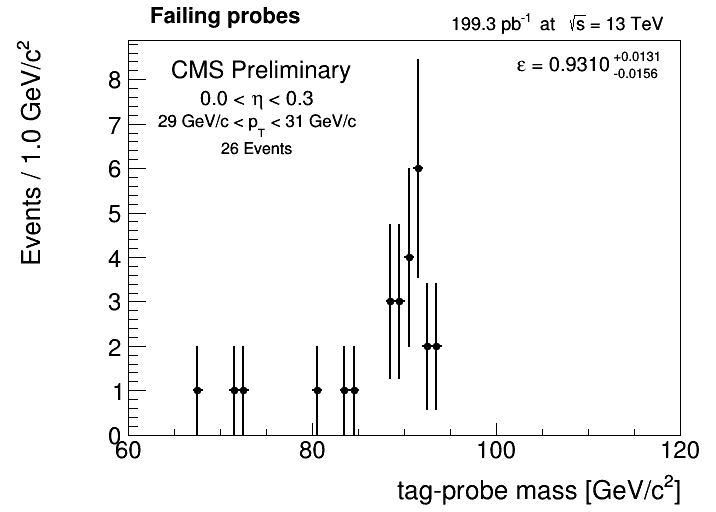 Failing probes
199.3 pb⁻¹ at √s = 13 TeV
CMS Preliminary
ε = 0.9310 +0.0131 -0.0156
0.0 < η < 0.3
29 GeV/c < p_T < 31 GeV/c
26 Events
Events / 1.0 GeV/c²
8
7
6
5
4
3
2
1
0
60 80 100 120
tag-probe mass [GeV/c²]